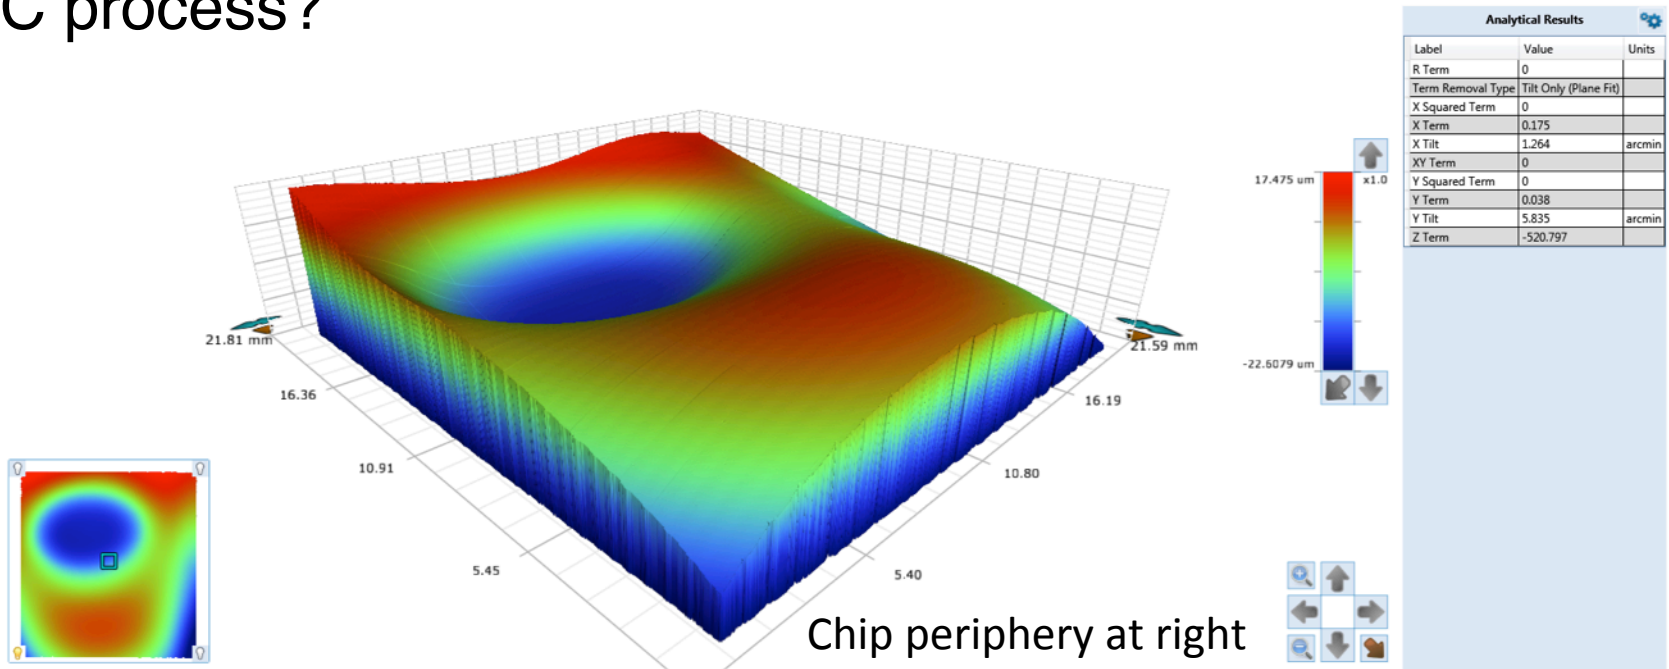 C process?
Analytical Results
Label Value Units
R Term 0
Term Removal Type Tilt Only (Plane Fit)
X Squared Term 0
X Term 0.175
X Tilt 1.264 arcmin
XY Term 0
Y Squared Term 0
Y Term 0.038
Y Tilt 5.835 arcmin
Z Term -520.797
17.475 um x1.0
-22.6079 um
21.81 mm
16.36
10.91
5.45
21.59 mm
16.19
10.80
5.40
Chip periphery at right